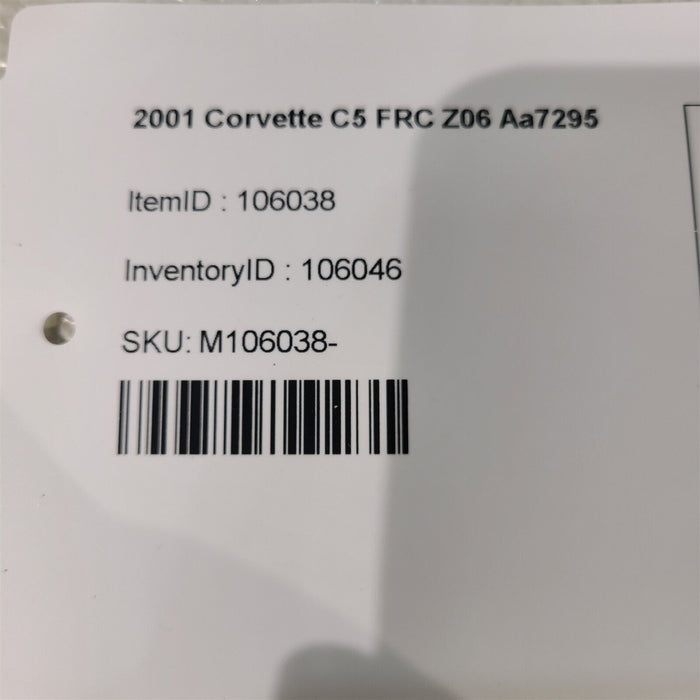 2001 Corvette C5 FRC Z06 Aa7295
ItemID : 106038
InventoryID : 106046
SKU: M106038-